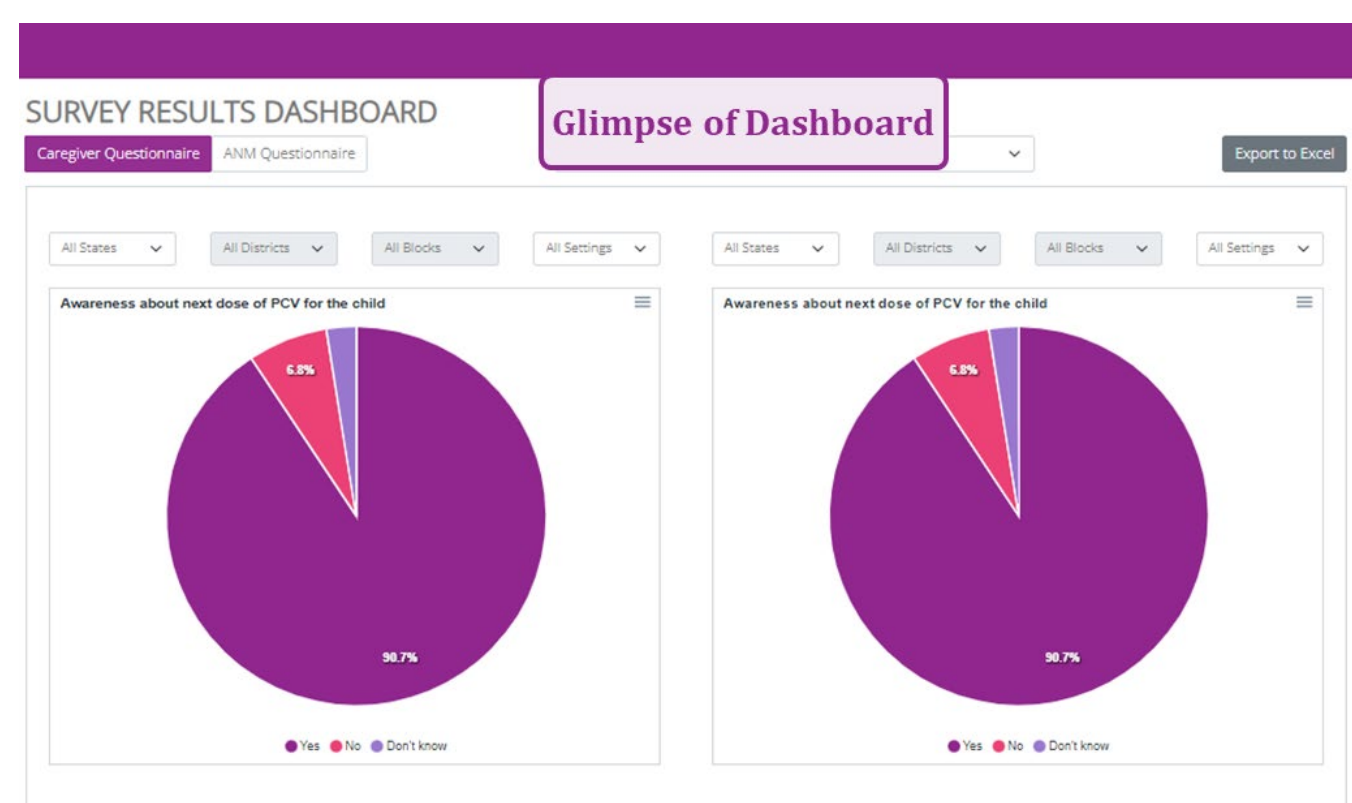 Glimpse of Dashboard
SURVEY RESULTS DASHBOARD
Caregiver Questionnaire ANM Questionnaire Export to Excel
All States All Districts All Blocks All Settings All States All Districts All Blocks All Settings
Awareness about next dose of PCV for the child
6.8%
90.7%
Yes No Don't know
Awareness about next dose of PCV for the child
6.8%
90.7%
Yes No Don't know